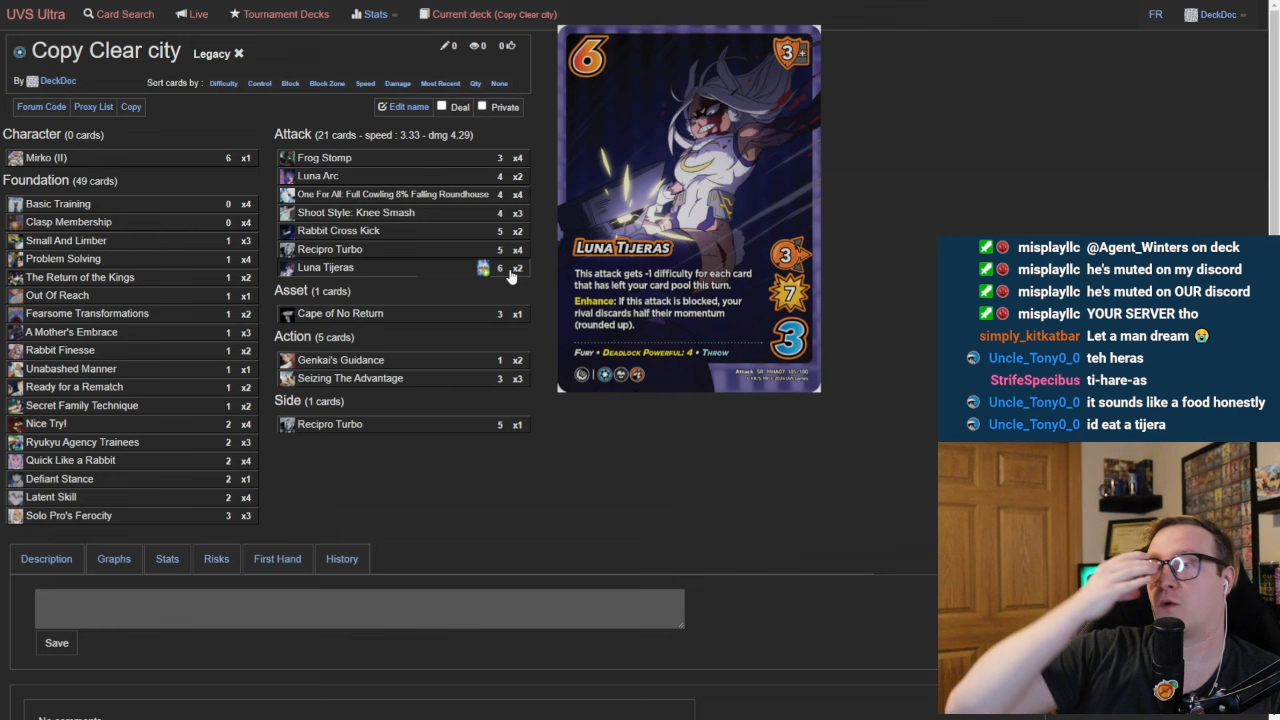 UVS Ultra Card Search Live Tournament Decks Stats Current deck (Copy Clear city) FR DeckDoc
Copy Clear city Legacy ✖ 0 0 0
By DeckDoc Sort cards by : Difficulty Control Block Block Zone Speed Damage Most Recent Qty None
Forum Code Proxy List Copy Edit name Deal Private
Character (0 cards)
Mirko (II) 6 x1
Foundation (49 cards)
Basic Training 0 x4
Clasp Membership 0 x4
Small And Limber 1 x3
Problem Solving 1 x4
The Return of the Kings 1 x2
Out Of Reach 1 x1
Fearsome Transformations 1 x2
A Mother's Embrace 1 x3
Rabbit Finesse 1 x2
Unabashed Manner 1 x1
Ready for a Rematch 1 x2
Secret Family Technique 1 x2
Nice Try! 2 x4
Ryukyu Agency Trainees 2 x3
Quick Like a Rabbit 2 x4
Defiant Stance 2 x1
Latent Skill 2 x4
Solo Pro's Ferocity 3 x3
Attack (21 cards - speed : 3.33 - dmg 4.29)
Frog Stomp 3 x4
Luna Arc 4 x2
One For All: Full Cowling 8% Falling Roundhouse 4 x4
Shoot Style: Knee Smash 4 x3
Rabbit Cross Kick 5 x2
Recipro Turbo 5 x4
Luna Tijeras 6 x2
Asset (1 cards)
Cape of No Return 3 x1
Action (5 cards)
Genkai's Guidance 1 x2
Seizing The Advantage 3 x3
Side (1 cards)
Recipro Turbo 5 x1
6
3 +
Luna Tijeras
This attack gets -1 difficulty for each card
that has left your card pool this turn.
Enhance: If this attack is blocked, your
rival discards half their momentum
(rounded up).
Fury • Deadlock Powerful: 4 • Throw
3
7
3
misplayllc @Agent_Winters on deck
misplayllc he's muted on my discord
misplayllc he's muted on OUR discord
misplayllc YOUR SERVER tho
simply_kitkatbar Let a man dream 😭
Uncle_Tony0_0 teh heras
StrifeSpecibus ti-hare-as
Uncle_Tony0_0 it sounds like a food honestly
Uncle_Tony0_0 id eat a tijera
Description Graphs Stats Risks First Hand History
Save